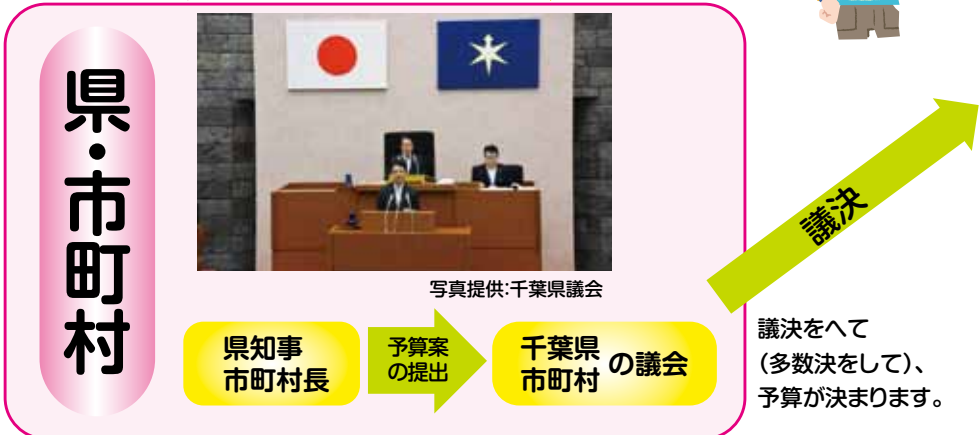 県・市町村
写真提供:千葉県議会
県知事
市町村長
予算案
の提出
千葉県
市町村
の議会
議決
議決をへて
(多数決をして)、
予算が決まります。